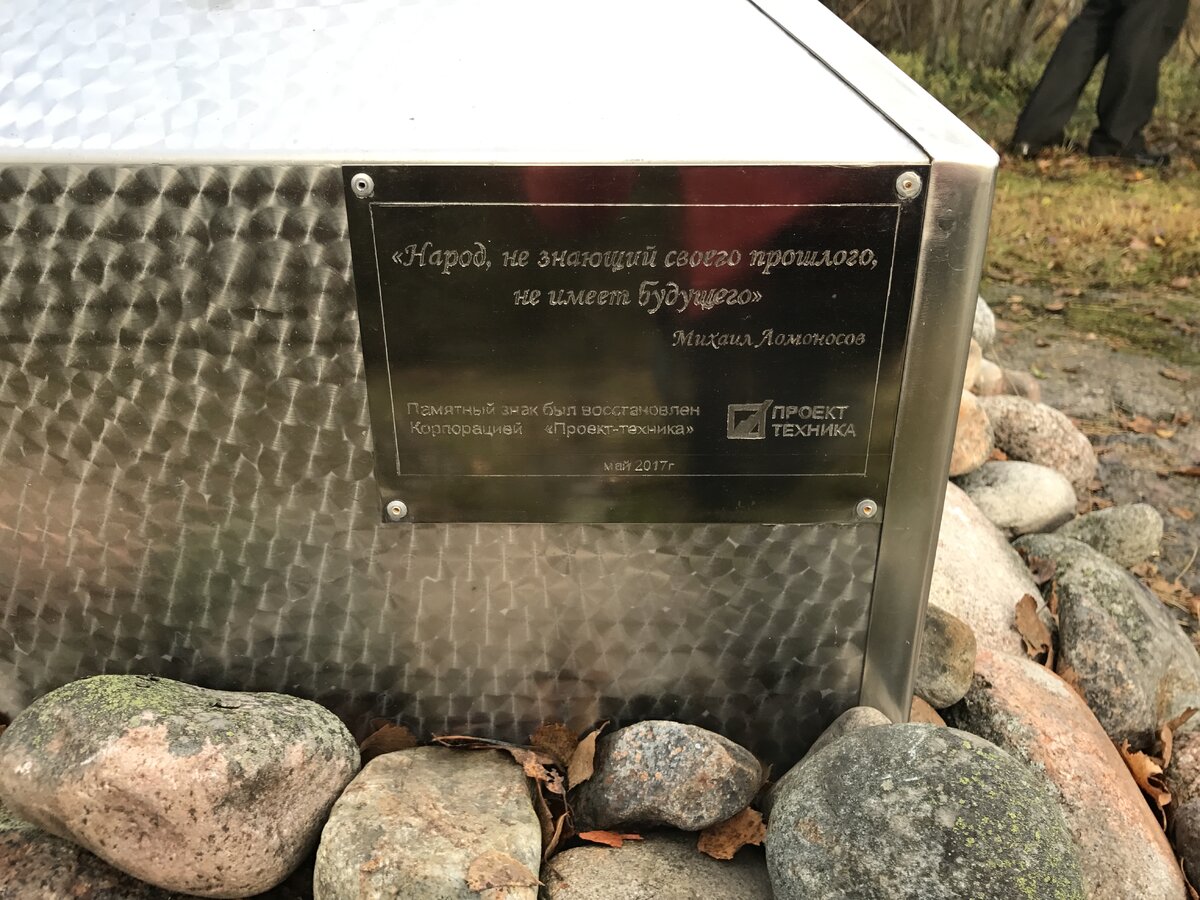 «Народ, не знающий своего прошлого,
не имеет будущего»
Михаил Ломоносов
Памятный знак был восстановлен
Корпорацией «Проект-техника»
ПРОЕКТ
ТЕХНИКА
май 2017г